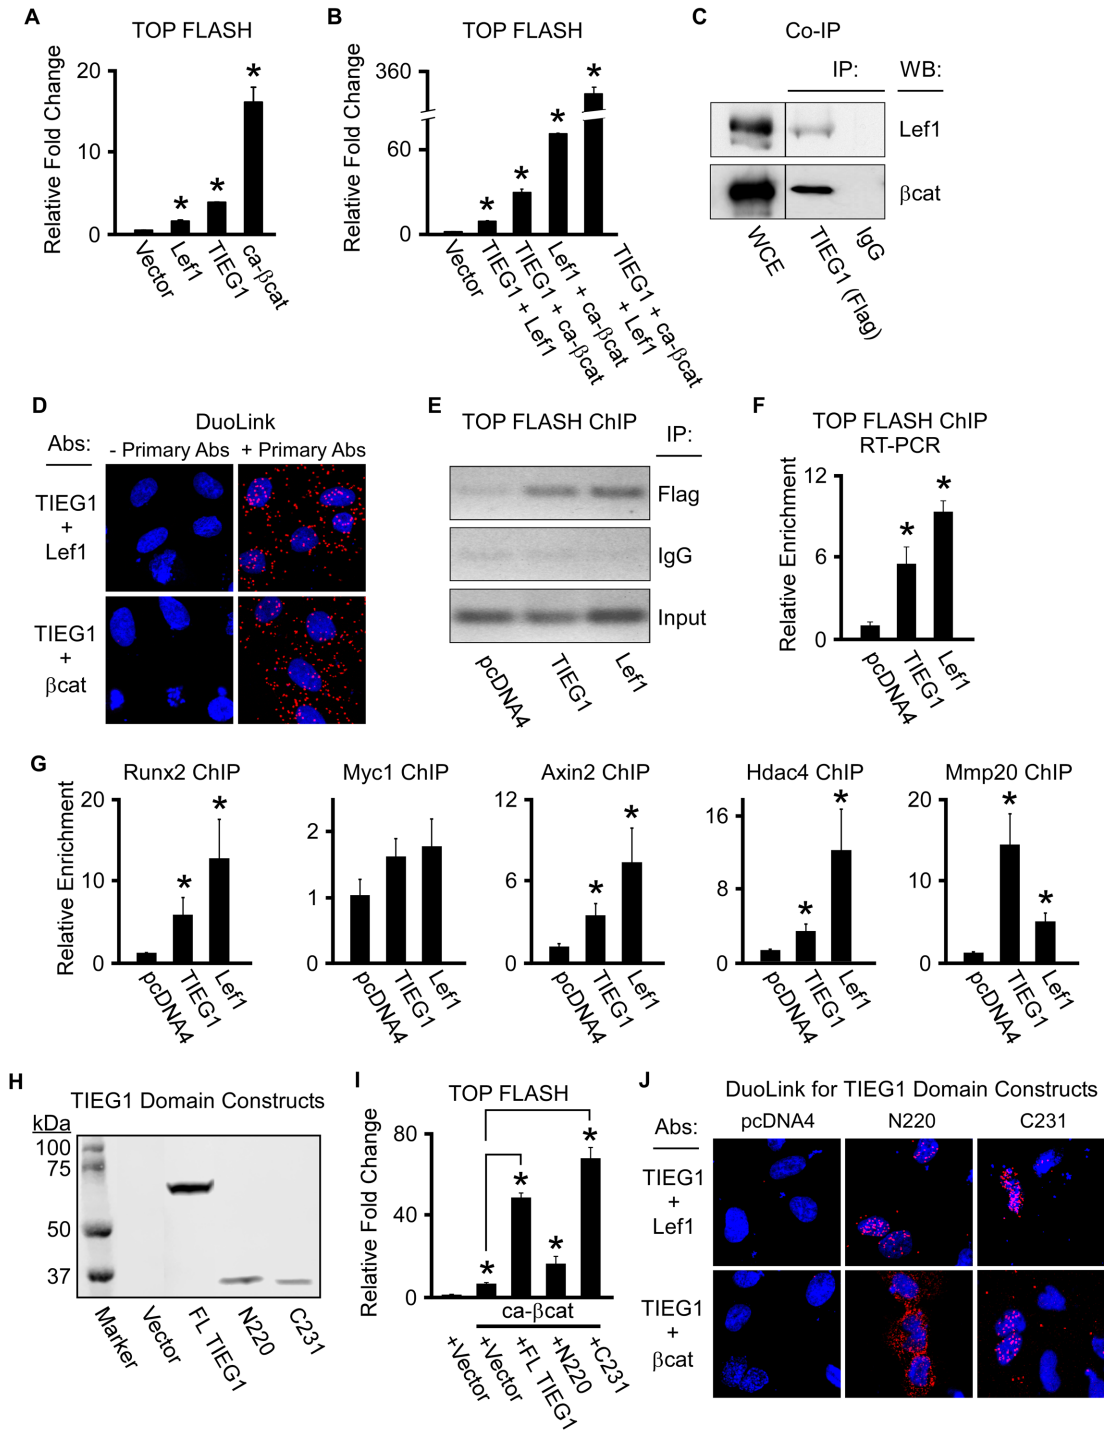 A
TOP FLASH
Relative Fold Change
20
10
0
Vector
Lef1
TIEG1
ca-βcat
*
*
*
B
TOP FLASH
Relative Fold Change
360
60
0
Vector
TIEG1 + Lef1
TIEG1 + ca-βcat
Lef1 + ca-βcat
TIEG1 + ca-βcat
+ Lef1
*
*
*
*
C
Co-IP
IP:
WB:
Lef1
βcat
WCE
TIEG1 (Flag)
IgG
D
DuoLink
Abs:
- Primary Abs
+ Primary Abs
TIEG1
+
Lef1
TIEG1
+
βcat
E
TOP FLASH ChIP
IP:
Flag
IgG
Input
pcDNA4
TIEG1
Lef1
F
TOP FLASH ChIP
RT-PCR
Relative Enrichment
12
6
0
pcDNA4
TIEG1
Lef1
*
*
G
Runx2 ChIP
Relative Enrichment
20
10
0
pcDNA4
TIEG1
Lef1
*
*
Myc1 ChIP
2
1
0
pcDNA4
TIEG1
Lef1
Axin2 ChIP
12
6
0
pcDNA4
TIEG1
Lef1
*
*
Hdac4 ChIP
16
8
0
pcDNA4
TIEG1
Lef1
*
*
Mmp20 ChIP
20
10
0
pcDNA4
TIEG1
Lef1
*
*
H
TIEG1 Domain Constructs
kDa
100
75
50
37
Marker
Vector
FL TIEG1
N220
C231
I
TOP FLASH
Relative Fold Change
80
40
0
*
*
*
*
ca-βcat
+Vector
+Vector
+FL TIEG1
+N220
+C231
J
DuoLink for TIEG1 Domain Constructs
Abs:
pcDNA4
N220
C231
TIEG1
+
Lef1
TIEG1
+
βcat